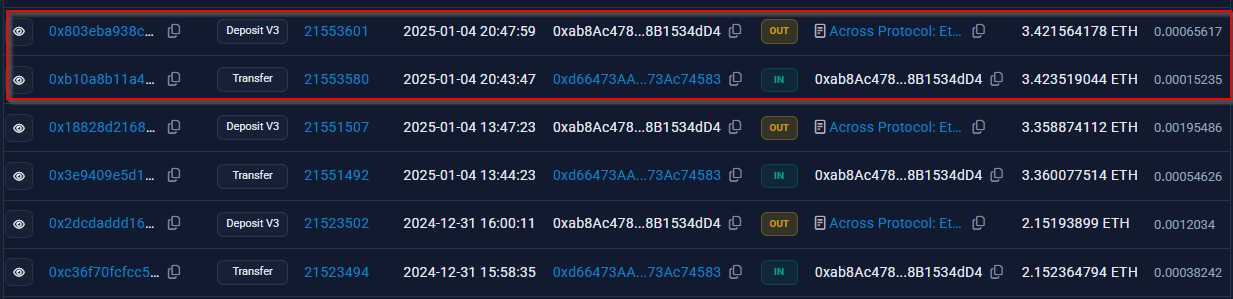 0x803eba938c... Deposit V3 21553601 2025-01-04 20:47:59 0xab8Ac478...8B1534dD4 OUT Across Protocol: Et... 3.421564178 ETH 0.00065617
0xb10a8b11a4... Transfer 21553580 2025-01-04 20:43:47 0xd66473AA...73Ac74583 IN 0xab8Ac478...8B1534dD4 3.423519044 ETH 0.00015235
0x18828d2168... Deposit V3 21551507 2025-01-04 13:47:23 0xab8Ac478...8B1534dD4 OUT Across Protocol: Et... 3.358874112 ETH 0.00195486
0x3e9409e5d1... Transfer 21551492 2025-01-04 13:44:23 0xd66473AA...73Ac74583 IN 0xab8Ac478...8B1534dD4 3.360077514 ETH 0.00054626
0x2dcdaddd16... Deposit V3 21523502 2024-12-31 16:00:11 0xab8Ac478...8B1534dD4 OUT Across Protocol: Et... 2.15193899 ETH 0.0012034
0xc36f70fcfcc5... Transfer 21523494 2024-12-31 15:58:35 0xd66473AA...73Ac74583 IN 0xab8Ac478...8B1534dD4 2.152364794 ETH 0.00038242